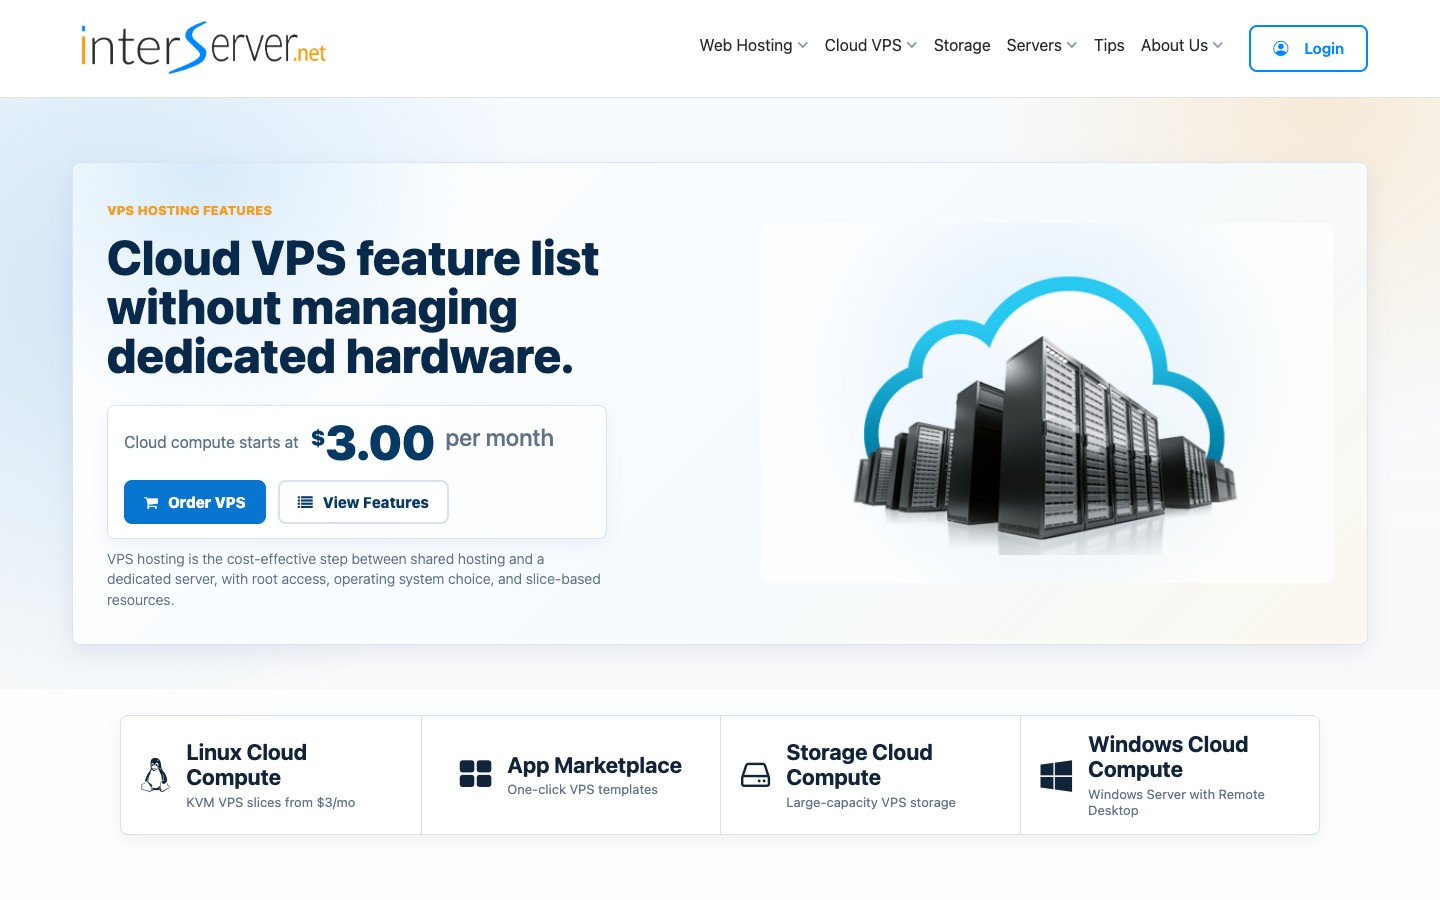 interServer.net
Web Hosting
Cloud VPS
Storage
Servers
Tips
About Us
Login
VPS HOSTING FEATURES
Cloud VPS feature list
without managing
dedicated hardware.
Cloud compute starts at $3.00 per month
Order VPS
View Features
VPS hosting is the cost-effective step between shared hosting and a
dedicated server, with root access, operating system choice, and slice-based
resources.
Linux Cloud
Compute
KVM VPS slices from $3/mo
App Marketplace
One-click VPS templates
Storage Cloud
Compute
Large-capacity VPS storage
Windows Cloud
Compute
Windows Server with Remote
Desktop